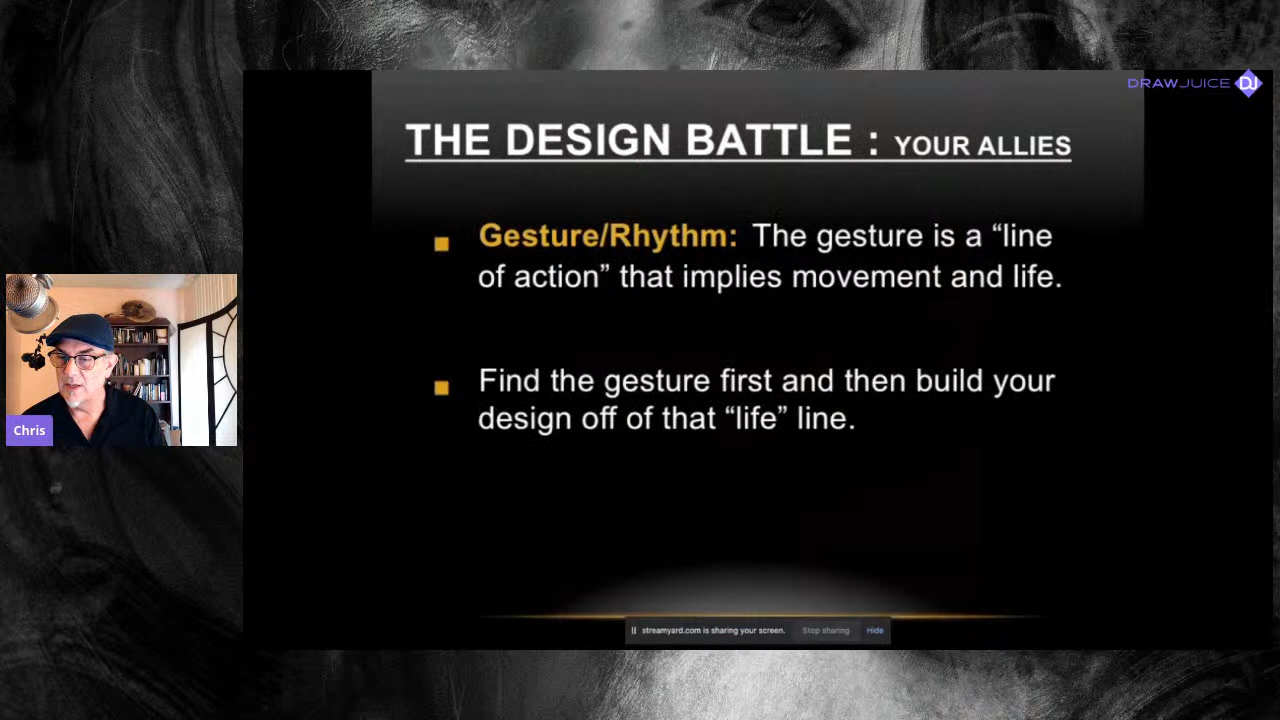 DRAWJUICE DJ
THE DESIGN BATTLE : YOUR ALLIES
Gesture/Rhythm: The gesture is a “line
of action” that implies movement and life.
Find the gesture first and then build your
design off of that “life” line.
Chris
streamyard.com is sharing your screen. Stop sharing Hide